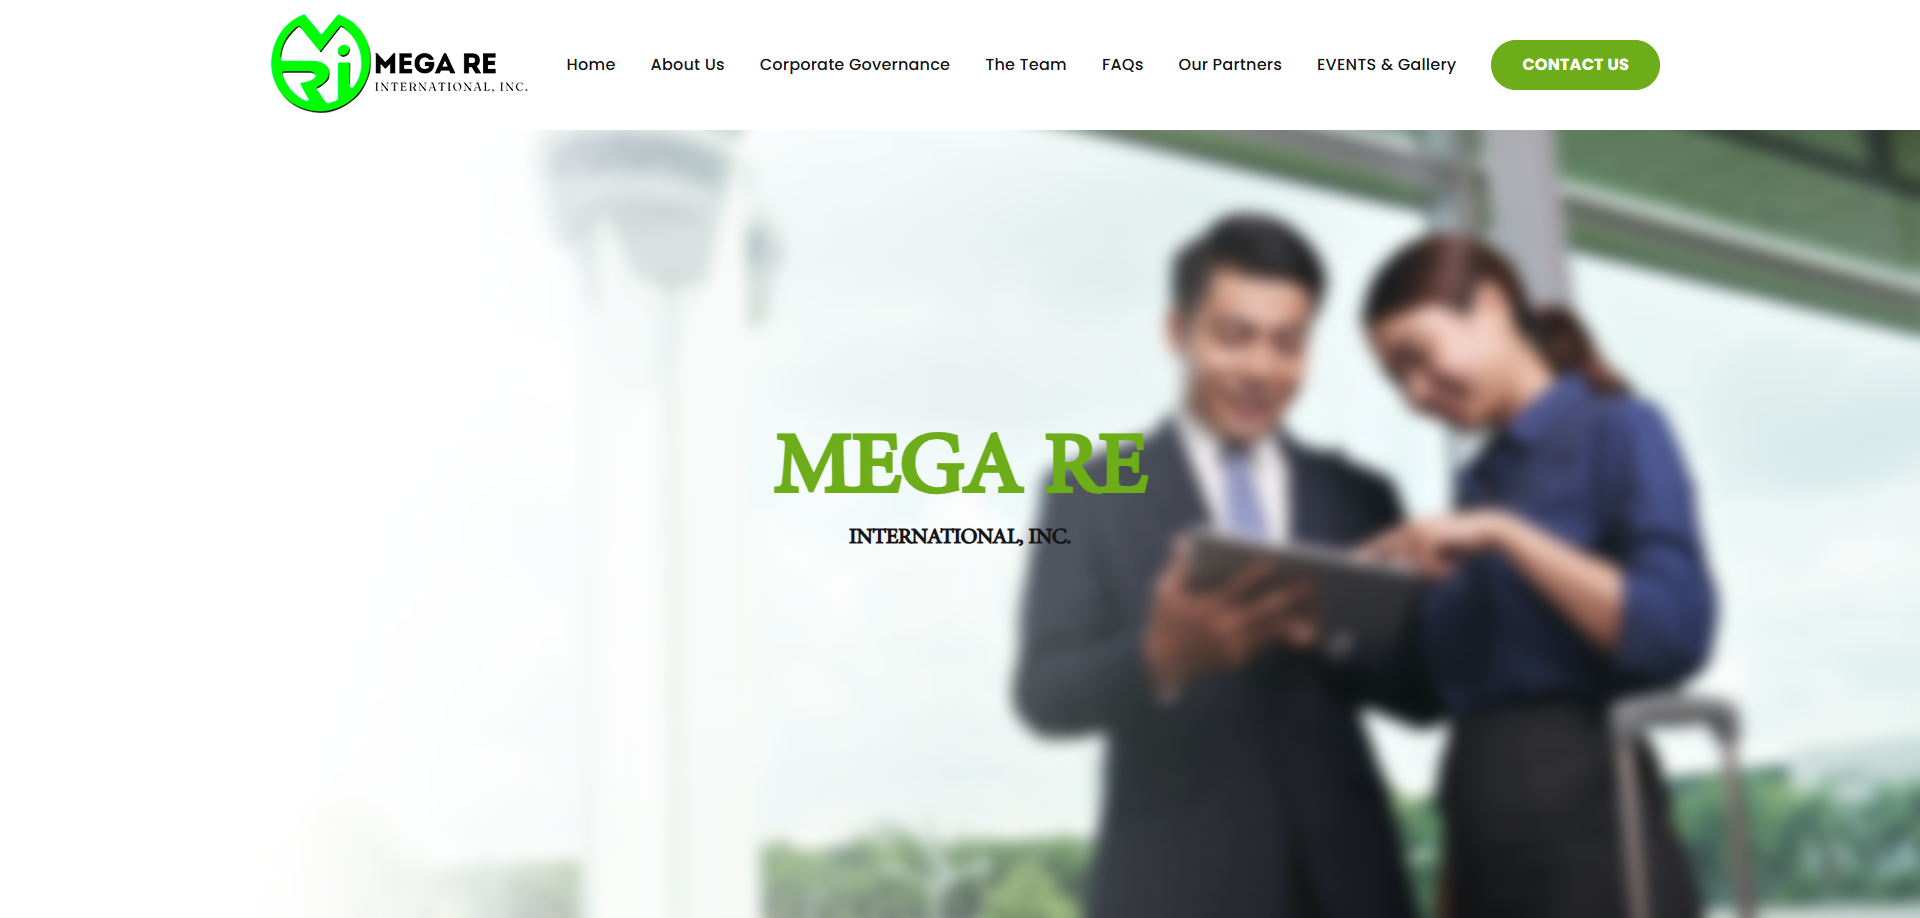 MRi
MEGA RE
INTERNATIONAL, INC.
Home
About Us
Corporate Governance
The Team
FAQs
Our Partners
EVENTS & Gallery
CONTACT US
MEGA RE
INTERNATIONAL, INC.